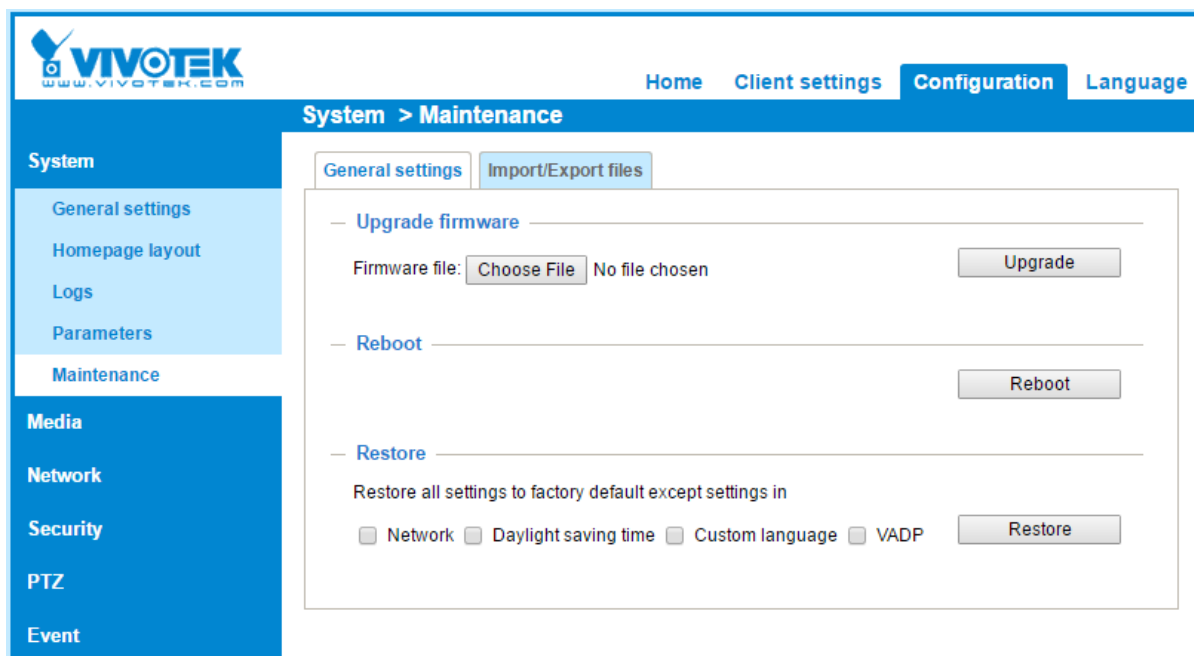 VIVOTEK
www.vivotek.com
Home Client settings Configuration Language
System > Maintenance
System
General settings
Homepage layout
Logs
Parameters
Maintenance
Media
Network
Security
PTZ
Event
General settings Import/Export files
Upgrade firmware
Firmware file: Choose File No file chosen Upgrade
Reboot
Reboot
Restore
Restore all settings to factory default except settings in
Network Daylight saving time Custom language VADP Restore